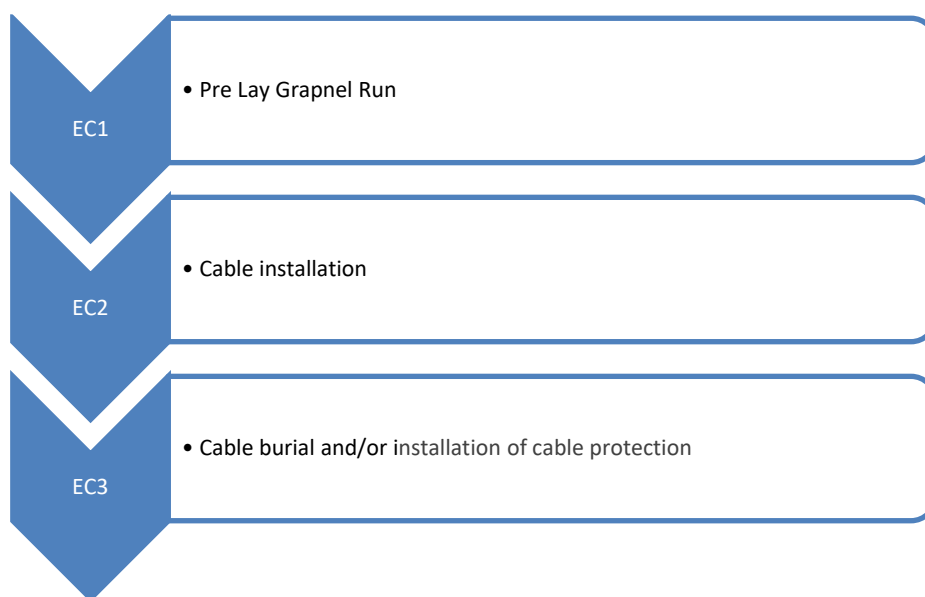 EC1
• Pre Lay Grapnel Run
EC2
• Cable installation
EC3
• Cable burial and/or installation of cable protection